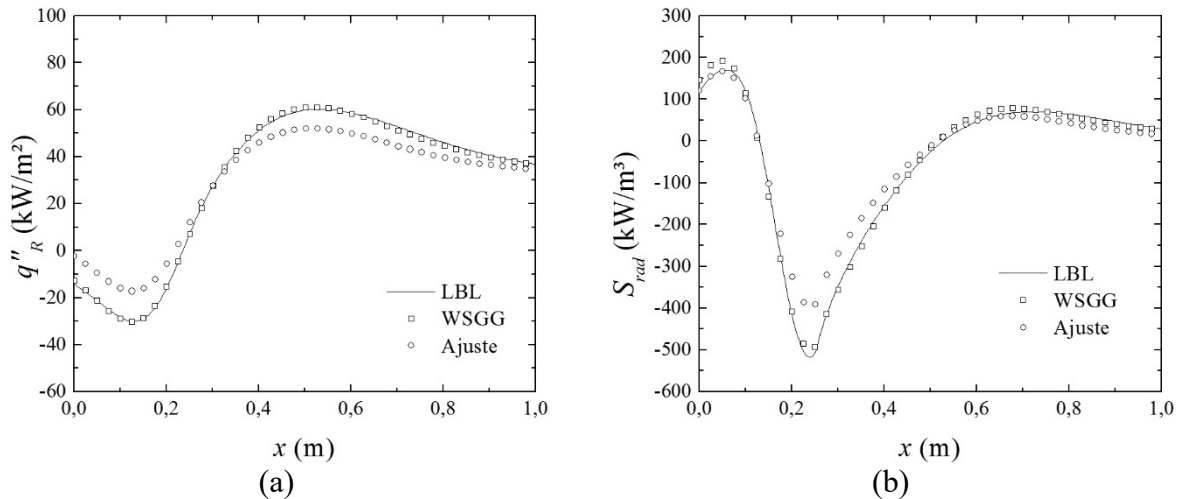 100
80
60
40
20
0
-20
-40
-60
q″R (kW/m²)
LBL
WSGG
Ajuste
0,0 0,2 0,4 0,6 0,8 1,0
x (m)
(a)
300
200
100
0
-100
-200
-300
-400
-500
-600
Srad (kW/m³)
LBL
WSGG
Ajuste
0,0 0,2 0,4 0,6 0,8 1,0
x (m)
(b)